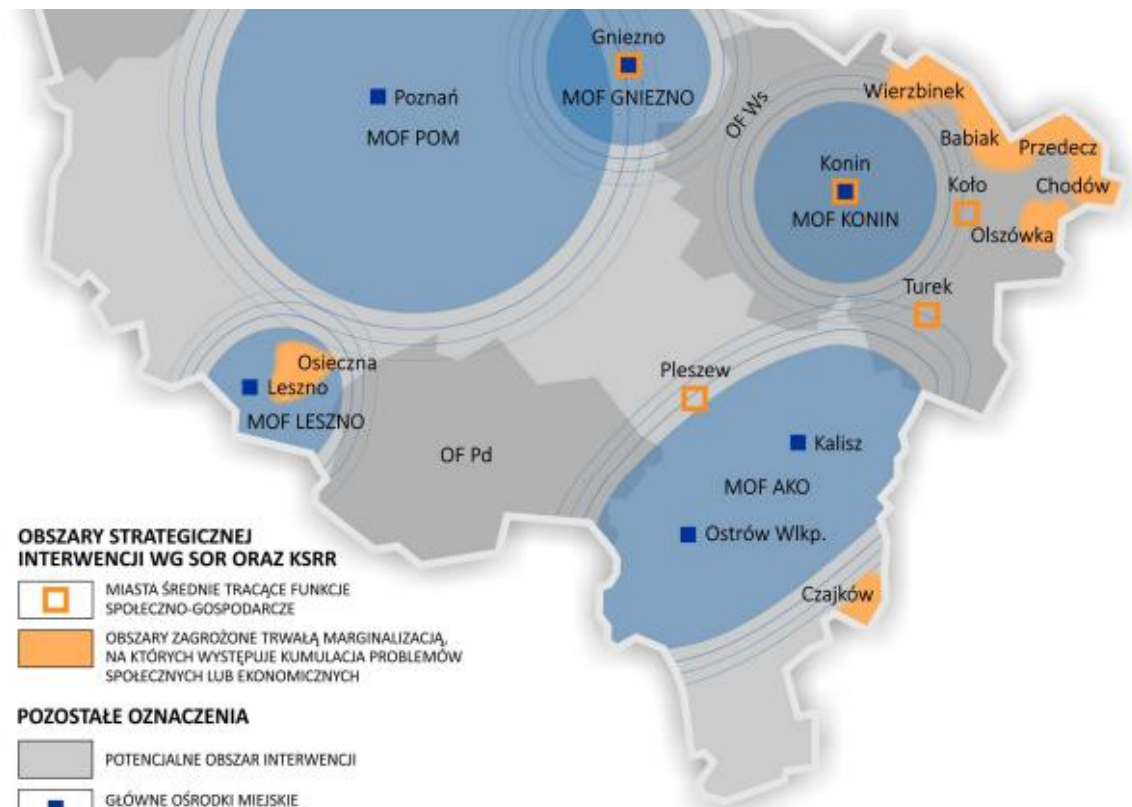 Gniezno
Poznań
MOF GNIEZNO
MOF POM
OF Ws
Wierzbinek
Babiak
Przedecz
Konin
Koło
Chodów
MOF KONIN
Olszówka
Turek
Osieczna
Leszno
MOF LESZNO
Pleszew
OF Pd
Kalisz
MOF AKO
Ostrów Wlkp.
Czajków
OBSZARY STRATEGICZNEJ
INTERWENCJI WG SOR ORAZ KSRR
MIASTA ŚREDNIE TRACĄCE FUNKCJE
SPOŁECZNO-GOSPODARCZE
OBSZARY ZAGROŻONE TRWAŁĄ MARGINALIZACJĄ,
NA KTÓRYCH WYSTĘPUJE KUMULACJA PROBLEMÓW
SPOŁECZNYCH LUB EKONOMICZNYCH
POZOSTAŁE OZNACZENIA
POTENCJALNE OBSZAR INTERWENCJI
GŁÓWNE OŚRODKI MIEJSKIE